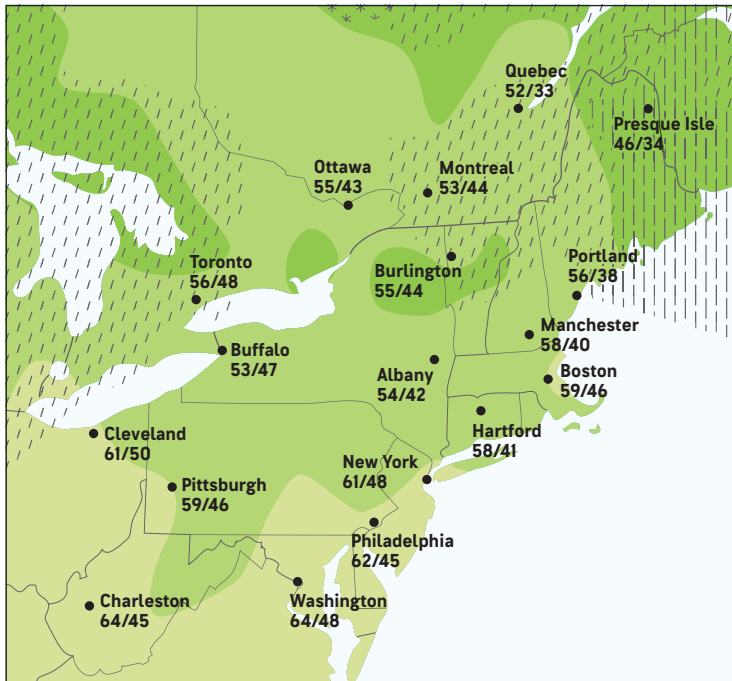 Quebec
52/33
Presque Isle
46/34
Ottawa
55/43
Montreal
53/44
Toronto
56/48
Burlington
55/44
Portland
56/38
Buffalo
53/47
Manchester
58/40
Albany
54/42
Boston
59/46
Hartford
58/41
Cleveland
61/50
New York
61/48
Pittsburgh
59/46
Philadelphia
62/45
Charleston
64/45
Washington
64/48